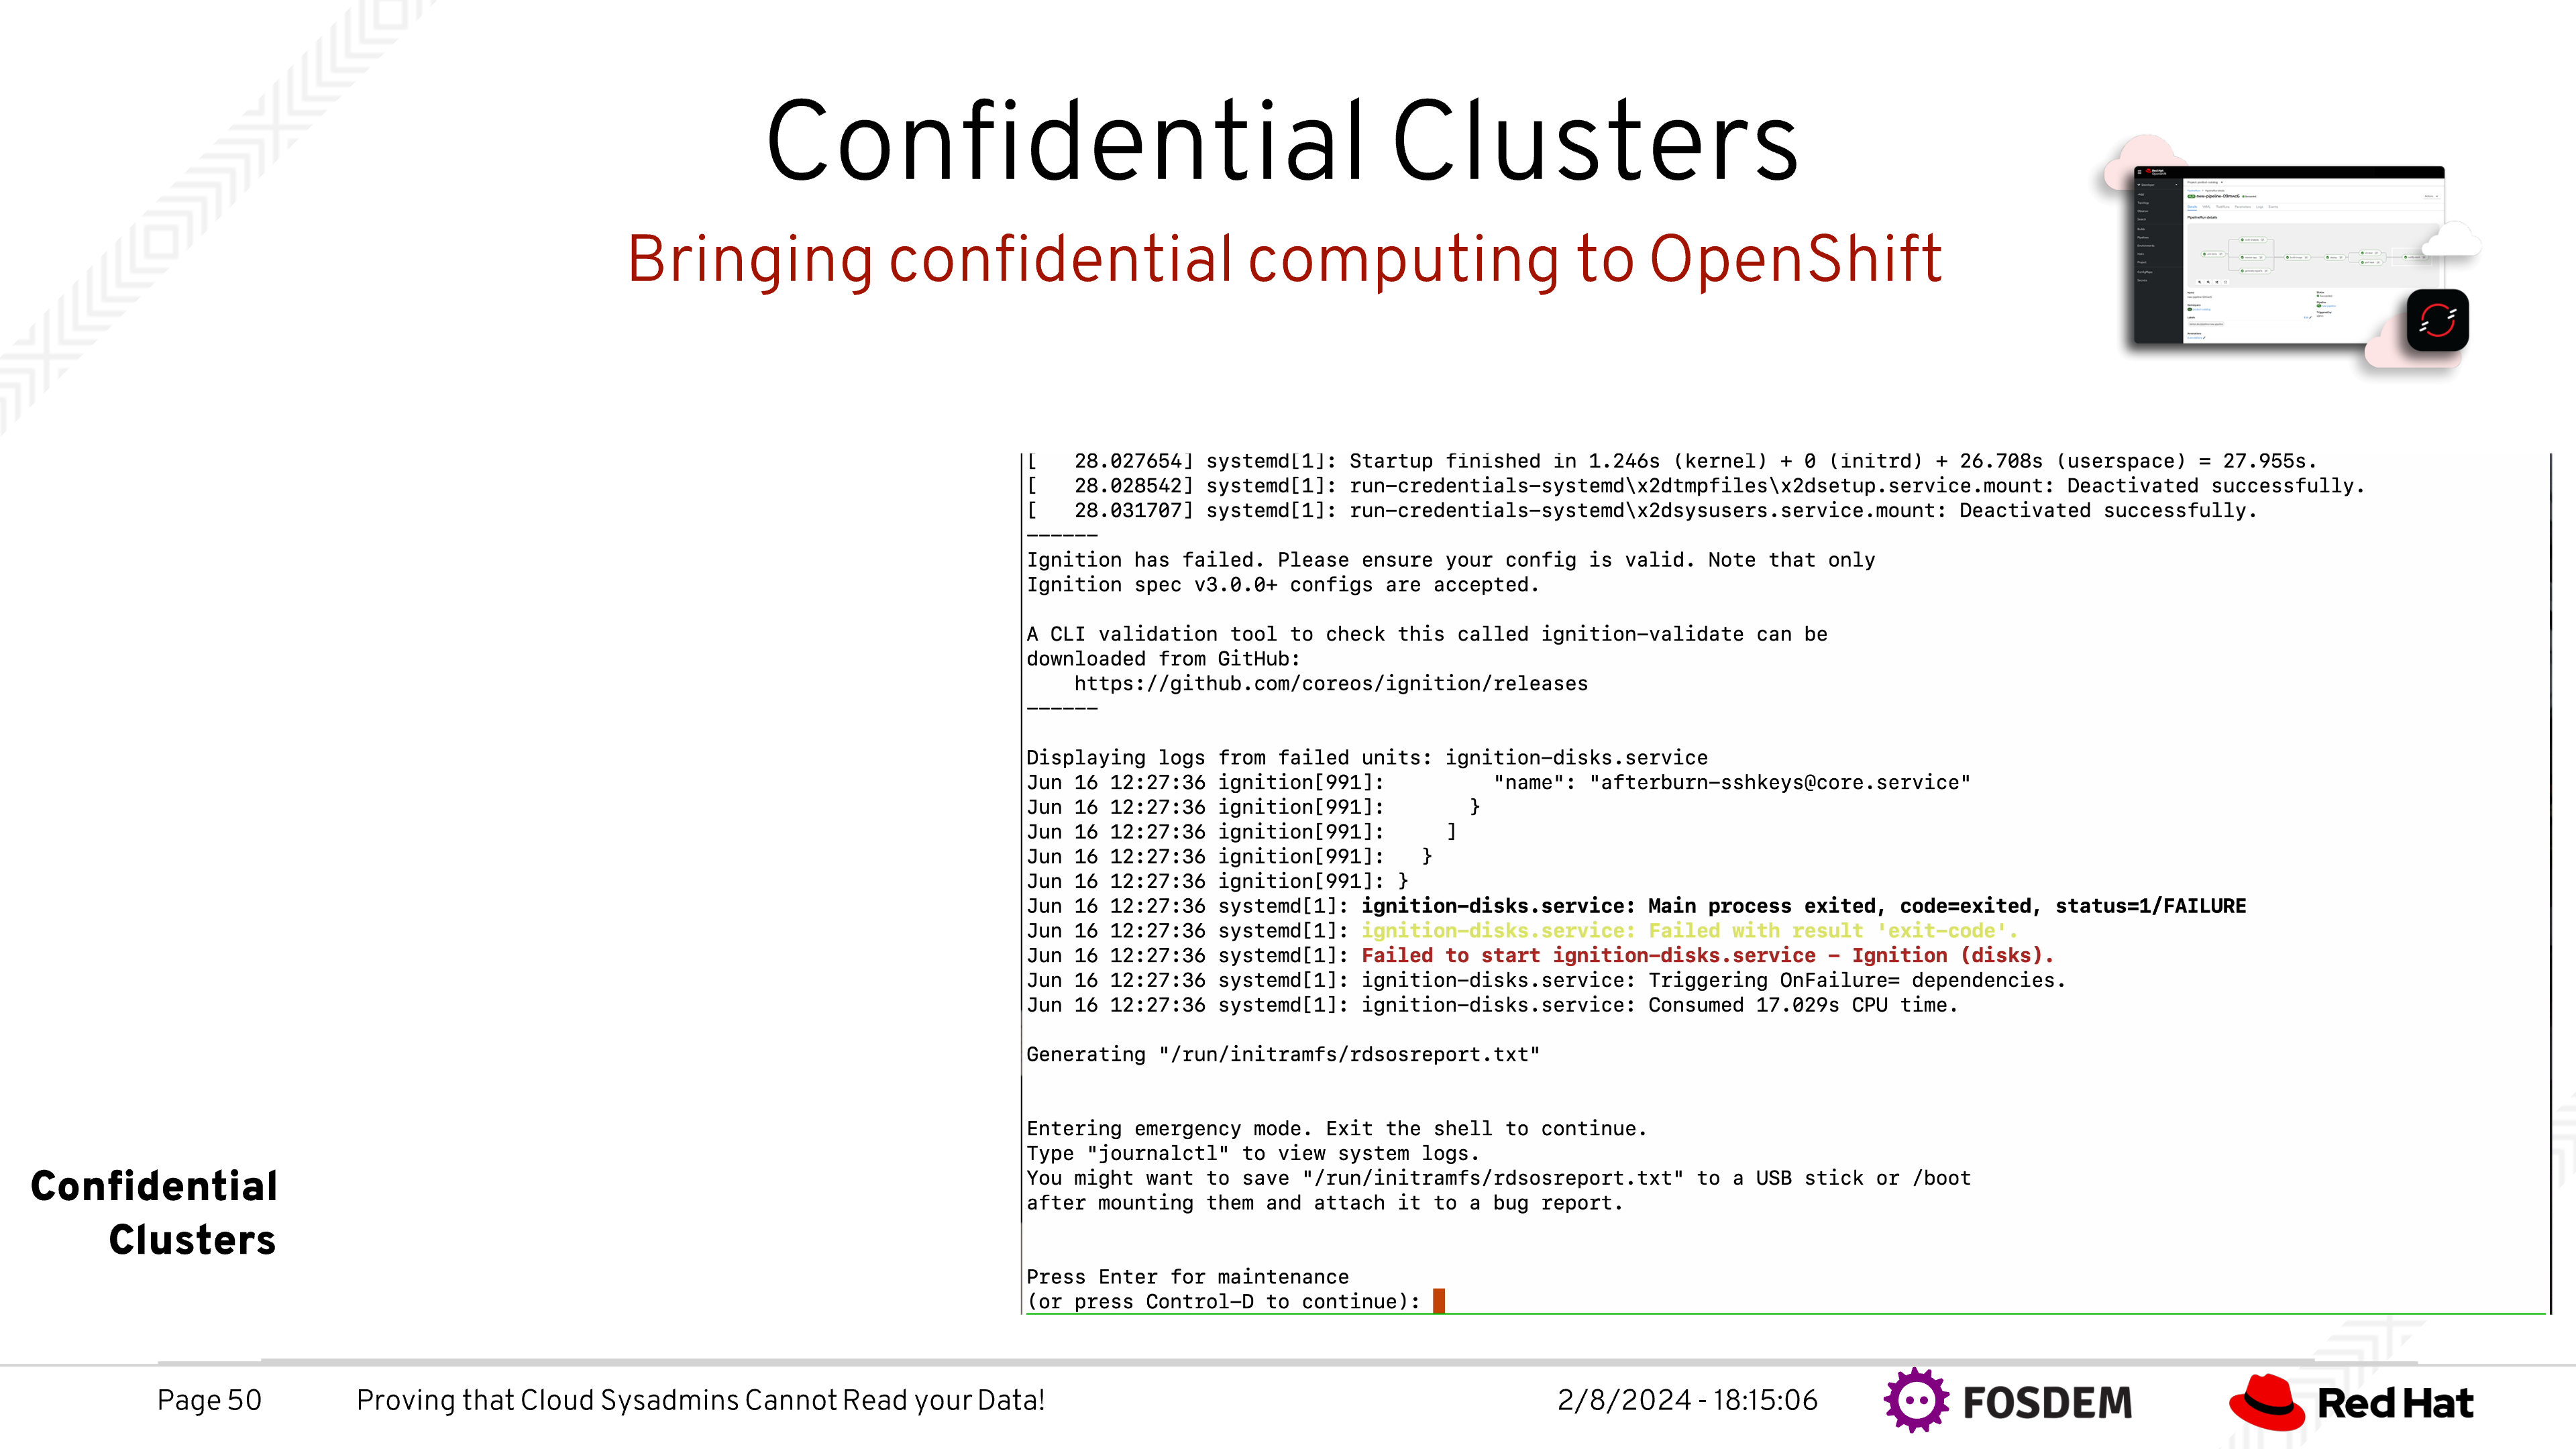 Confidential Clusters
Bringing confidential computing to OpenShift
[   28.027654] systemd[1]: Startup finished in 1.246s (kernel) + 0 (initrd) + 26.708s (userspace) = 27.955s.
[   28.028542] systemd[1]: run-credentials-systemd\x2dtmpfiles\x2dsetup.service.mount: Deactivated successfully.
[   28.031707] systemd[1]: run-credentials-systemd\x2dsysusers.service.mount: Deactivated successfully.
------
Ignition has failed. Please ensure your config is valid. Note that only
Ignition spec v3.0.0+ configs are accepted.
A CLI validation tool to check this called ignition-validate can be
downloaded from GitHub:
    https://github.com/coreos/ignition/releases
------
Displaying logs from failed units: ignition-disks.service
Jun 16 12:27:36 ignition[991]:         "name": "afterburn-sshkeys@core.service"
Jun 16 12:27:36 ignition[991]:       }
Jun 16 12:27:36 ignition[991]:     ]
Jun 16 12:27:36 ignition[991]:   }
Jun 16 12:27:36 ignition[991]: }
Jun 16 12:27:36 systemd[1]: ignition-disks.service: Main process exited, code=exited, status=1/FAILURE
Jun 16 12:27:36 systemd[1]: ignition-disks.service: Failed with result 'exit-code'.
Jun 16 12:27:36 systemd[1]: Failed to start ignition-disks.service - Ignition (disks).
Jun 16 12:27:36 systemd[1]: ignition-disks.service: Triggering OnFailure= dependencies.
Jun 16 12:27:36 systemd[1]: ignition-disks.service: Consumed 17.029s CPU time.
Generating "/run/initramfs/rdsosreport.txt"
Entering emergency mode. Exit the shell to continue.
Type "journalctl" to view system logs.
You might want to save "/run/initramfs/rdsosreport.txt" to a USB stick or /boot
after mounting them and attach it to a bug report.
Press Enter for maintenance
(or press Control-D to continue):
Confidential
Clusters
Page 50
Proving that Cloud Sysadmins Cannot Read your Data!
2/8/2024 - 18:15:06
FOSDEM
Red Hat